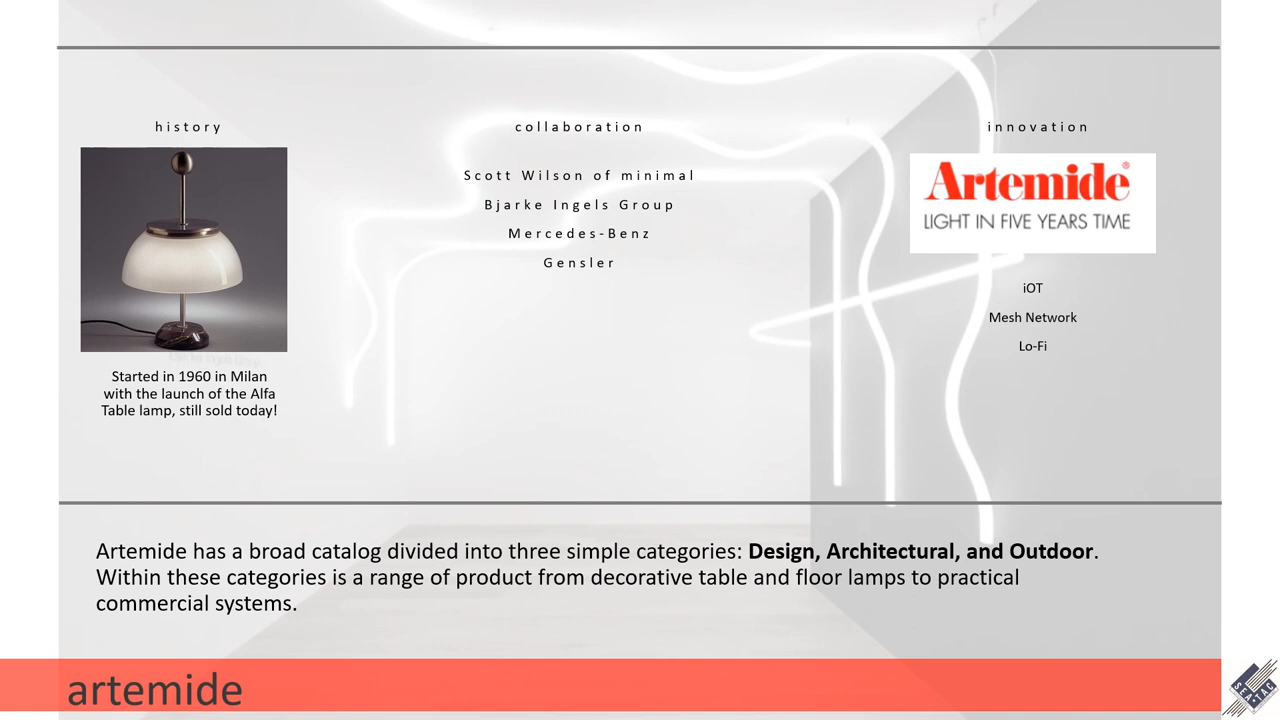 history
Started in 1960 in Milan
with the launch of the Alfa
Table lamp, still sold today!
collaboration
Scott Wilson of minimal
Bjarke Ingels Group
Mercedes-Benz
Gensler
innovation
Artemide®
LIGHT IN FIVE YEARS TIME
iOT
Mesh Network
Lo-Fi
Artemide has a broad catalog divided into three simple categories: Design, Architectural, and Outdoor.
Within these categories is a range of product from decorative table and floor lamps to practical
commercial systems.
artemide
SEA•TAC